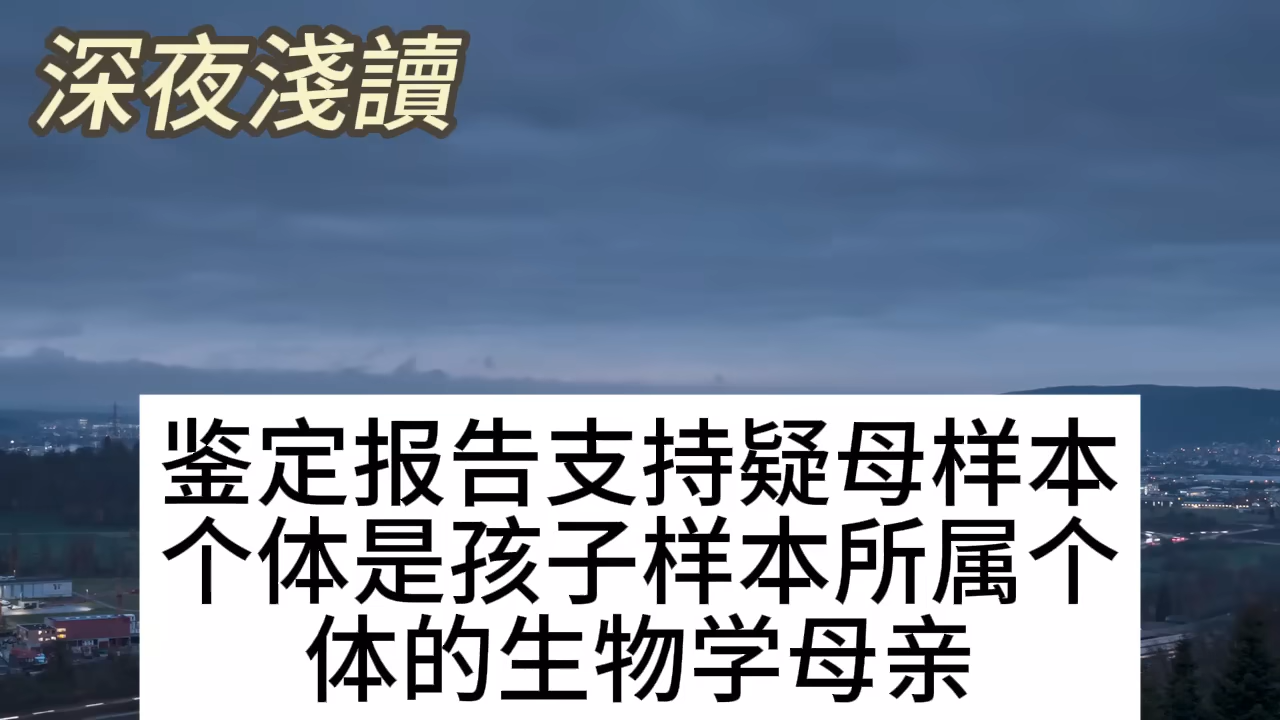 深夜淺讀
鉴定报告支持疑母样本
个体是孩子样本所属个
体的生物学母亲